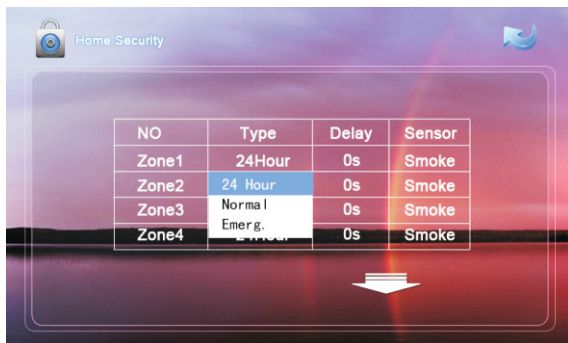 Home Security
NO Type Delay Sensor
Zone1 24Hour 0s Smoke
Zone2 24 Hour 0s Smoke
Zone3 Normal 0s Smoke
Emerg.
Zone4 0s Smoke